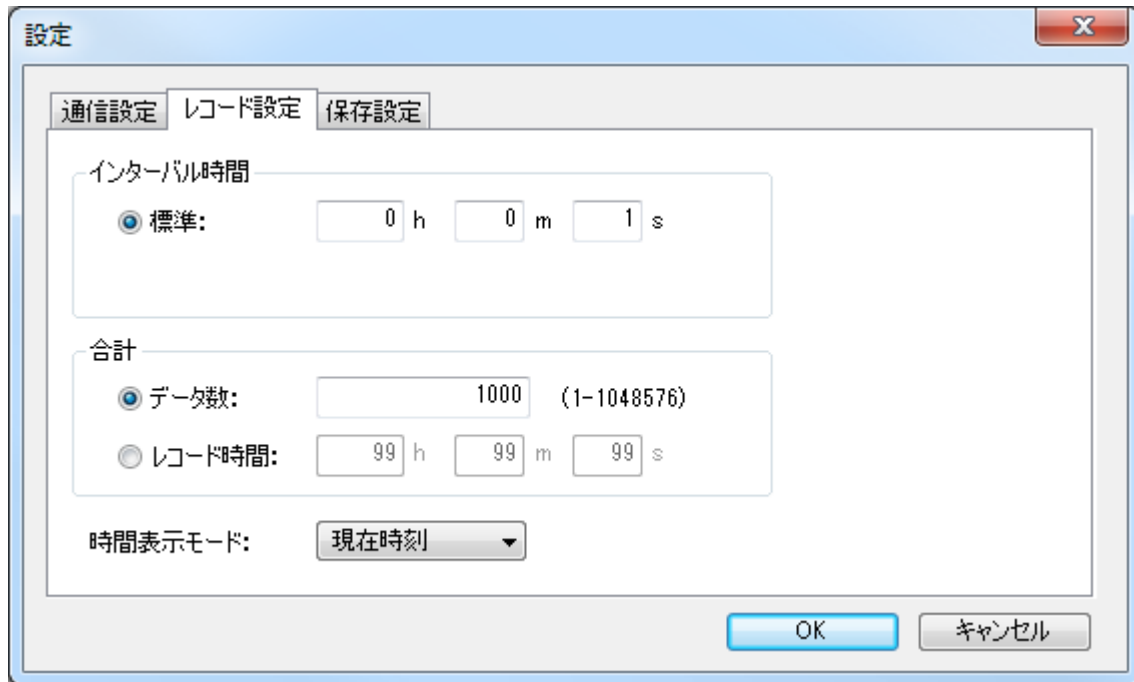 設定
通信設定 レコード設定 保存設定
インターバル時間
標準: 0 h 0 m 1 s
合計
データ数: 1000 (1-1048576)
レコード時間: 99 h 99 m 99 s
時間表示モード: 現在時刻
OK キャンセル